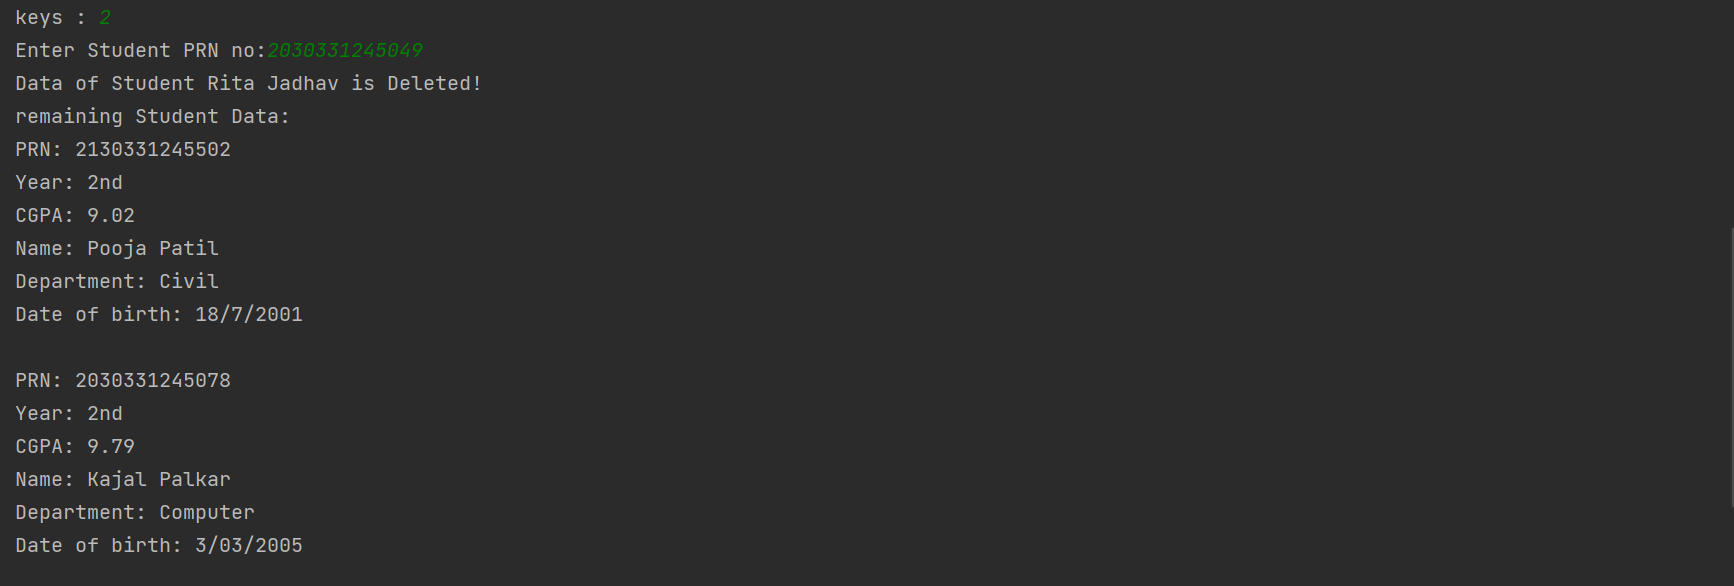 keys : 2
Enter Student PRN no:2030331245049
Data of Student Rita Jadhav is Deleted!
remaining Student Data:
PRN: 2130331245502
Year: 2nd
CGPA: 9.02
Name: Pooja Patil
Department: Civil
Date of birth: 18/7/2001
PRN: 2030331245078
Year: 2nd
CGPA: 9.79
Name: Kajal Palkar
Department: Computer
Date of birth: 3/03/2005